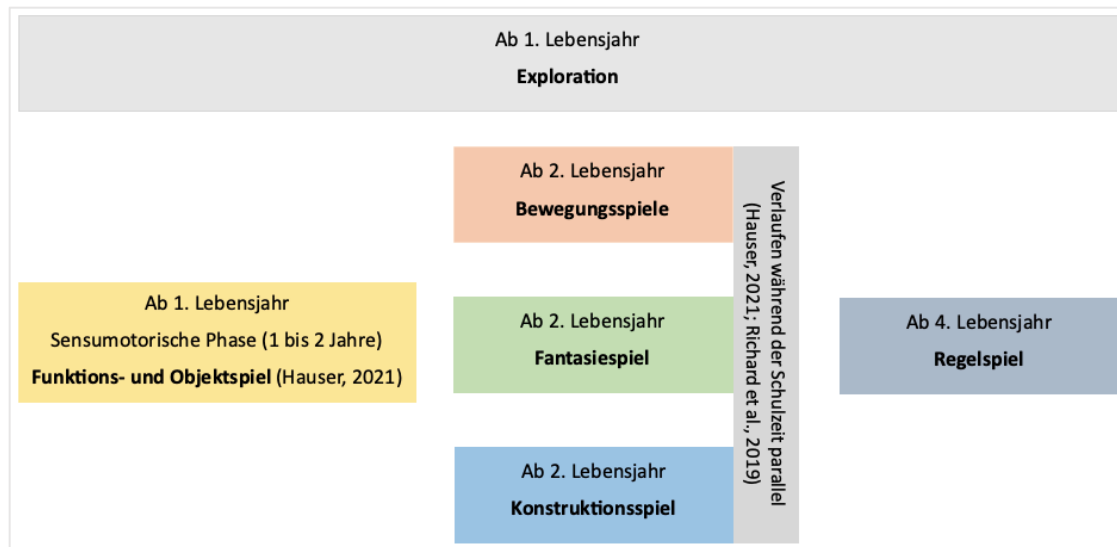 Ab 1. Lebensjahr
Exploration
Ab 1. Lebensjahr
Sensumotorische Phase (1 bis 2 Jahre)
Funktions- und Objektspiel (Hauser, 2021)
Ab 2. Lebensjahr
Bewegungsspiele
Ab 2. Lebensjahr
Fantasiespiel
Ab 2. Lebensjahr
Konstruktionsspiel
Verlaufen während der Schulzeit parallel
(Hauser, 2021; Richard et al., 2019)
Ab 4. Lebensjahr
Regelspiel